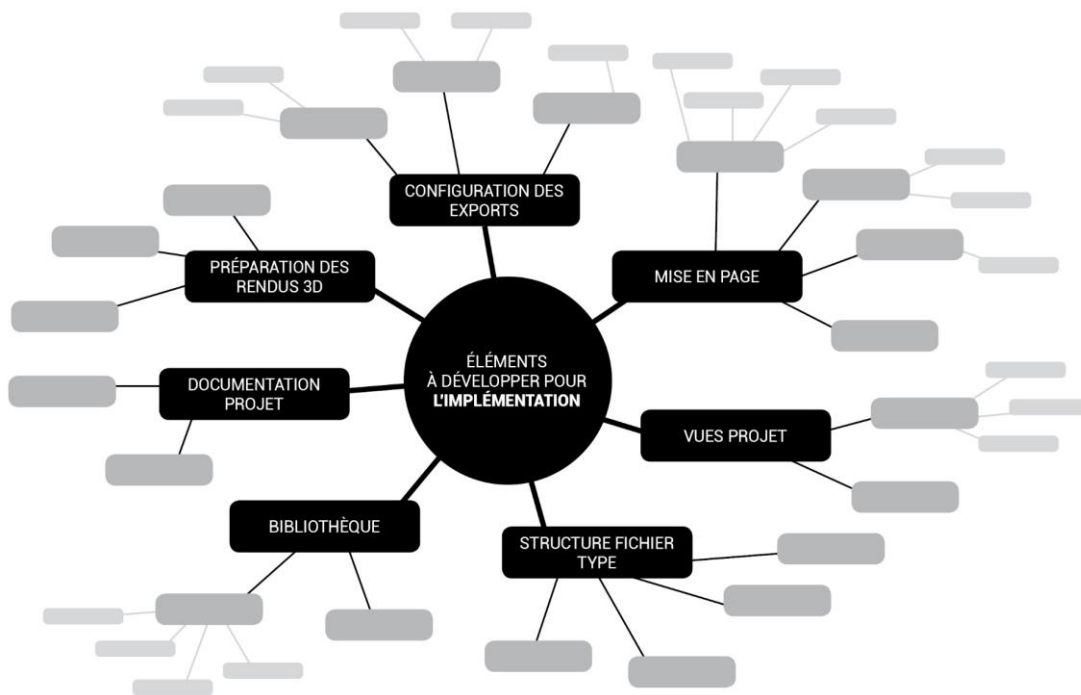 CONFIGURATION DES
EXPORTS
PRÉPARATION DES
RENDUS 3D
MISE EN PAGE
ÉLÉMENTS
À DÉVELOPPER POUR
L'IMPLÉMENTATION
DOCUMENTATION
PROJET
VUES PROJET
BIBLIOTHÈQUE
STRUCTURE FICHIER
TYPE